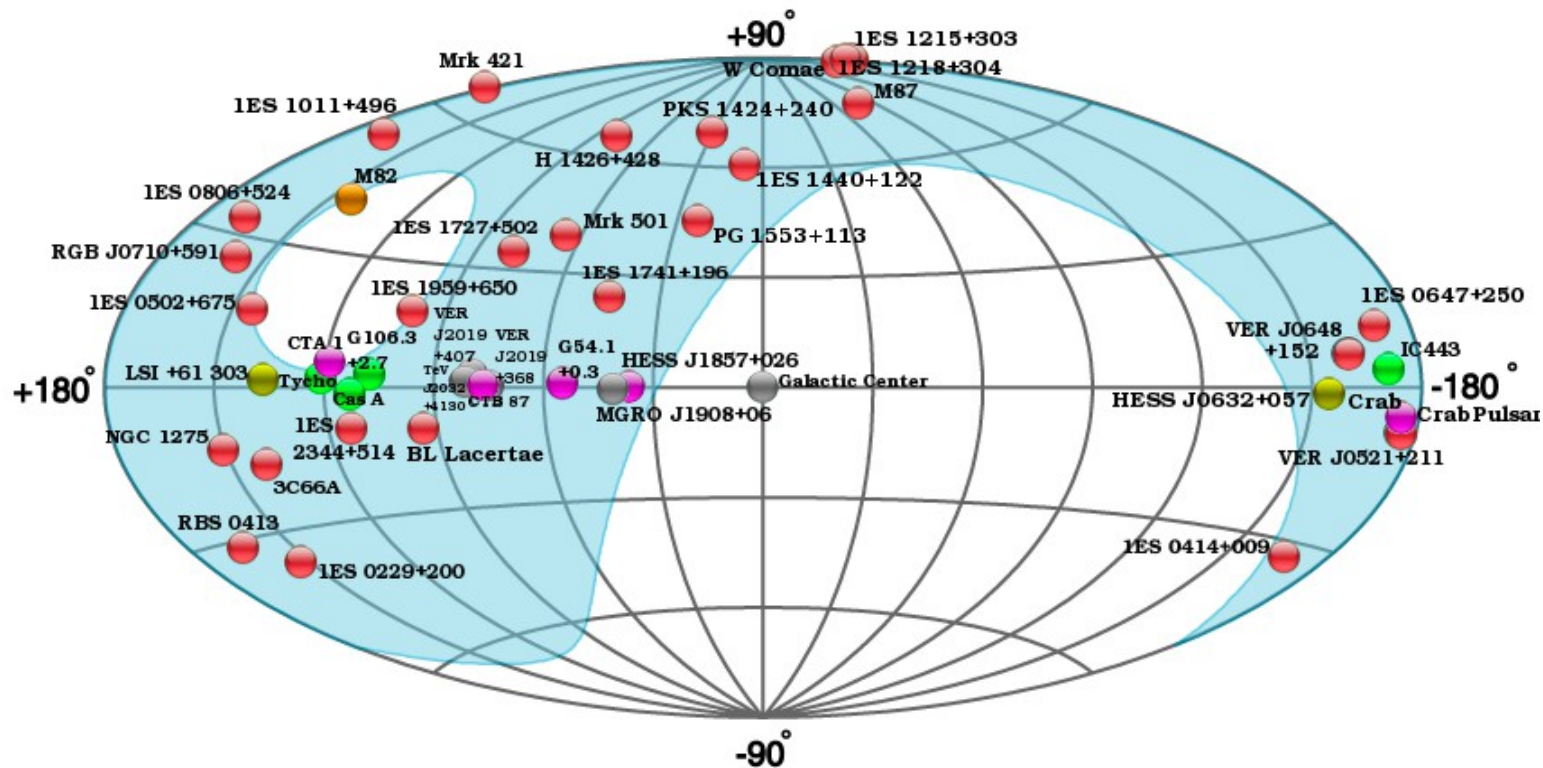 +90°
1ES 1215+303
Mrk 421
W Comae
1ES 1218+304
M87
1ES 1011+496
PKS 1424+240
H 1426+428
M82
1ES 1440+122
1ES 0806+524
1ES 1727+502
Mrk 501
PG 1553+113
RGB J0710+591
1ES 1741+196
1ES 0502+675
1ES 1959+650
1ES 0647+250
VER
J2019
+407
VER
J2019
+368
VER J0648
+152
CTA 1
G106.3
+2.7
G54.1
+0.3
HESS J1857+026
IC443
TeV
J2032
+4130
LSI +61 303
Tycho
Galactic Center
+180°
-180°
Cas A
CTB 87
MGRO J1908+06
HESS J0632+057
Crab
Crab Pulsar
1ES
2344+514
NGC 1275
BL Lacertae
VER J0521+211
3C66A
RBS 0413
1ES 0229+200
1ES 0414+009
-90°